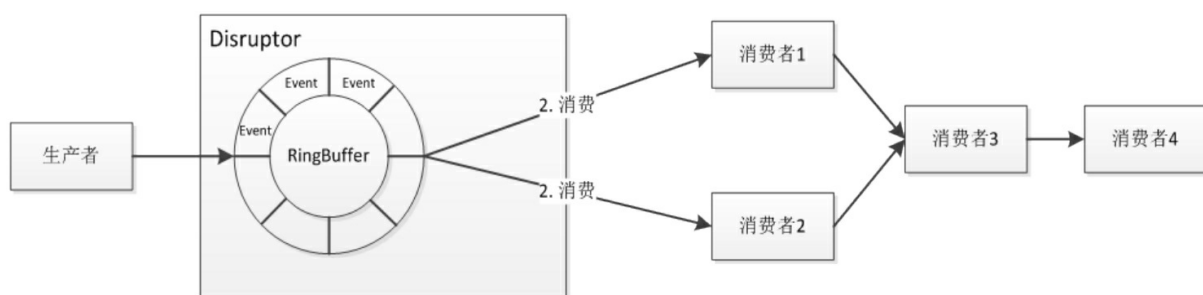 Disruptor
Event
Event
Event
RingBuffer
生产者
2. 消费
2. 消费
消费者1
消费者2
消费者3
消费者4